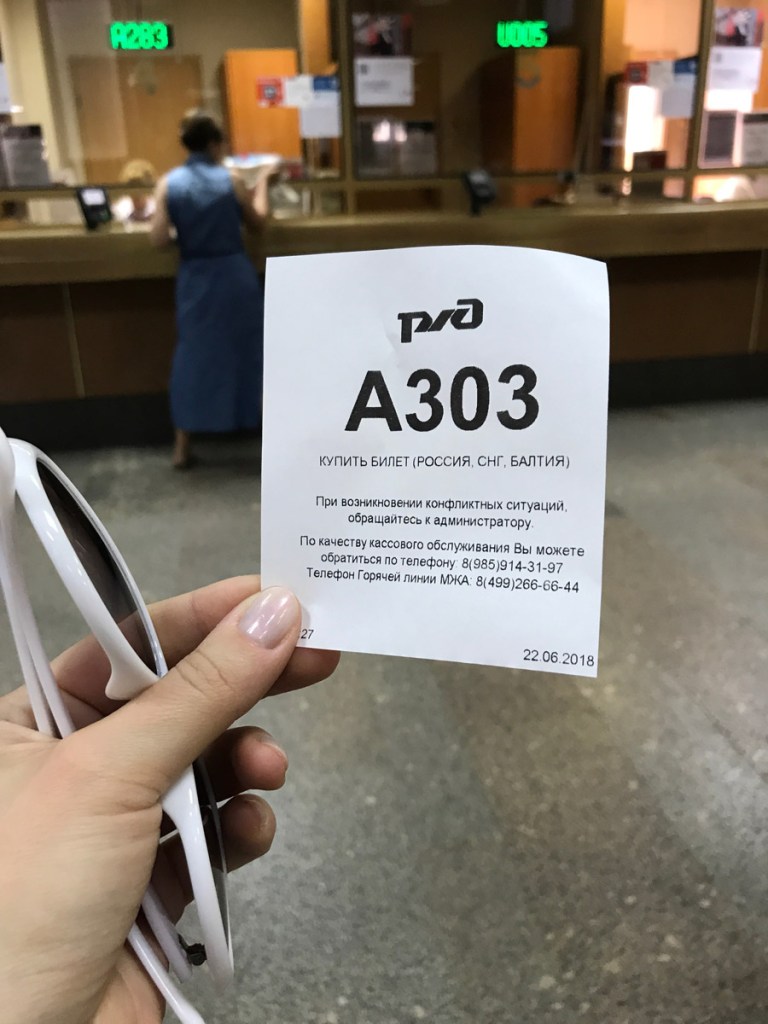 A283
U005
ржд
A303
КУПИТЬ БИЛЕТ (РОССИЯ, СНГ, БАЛТИЯ)
При возникновении конфликтных ситуаций,
обращайтесь к администратору.
По качеству кассового обслуживания Вы можете
обратиться по телефону: 8(985)914-31-97
Телефон Горячей линии МЖА: 8(499)266-66-44
:27
22.06.2018